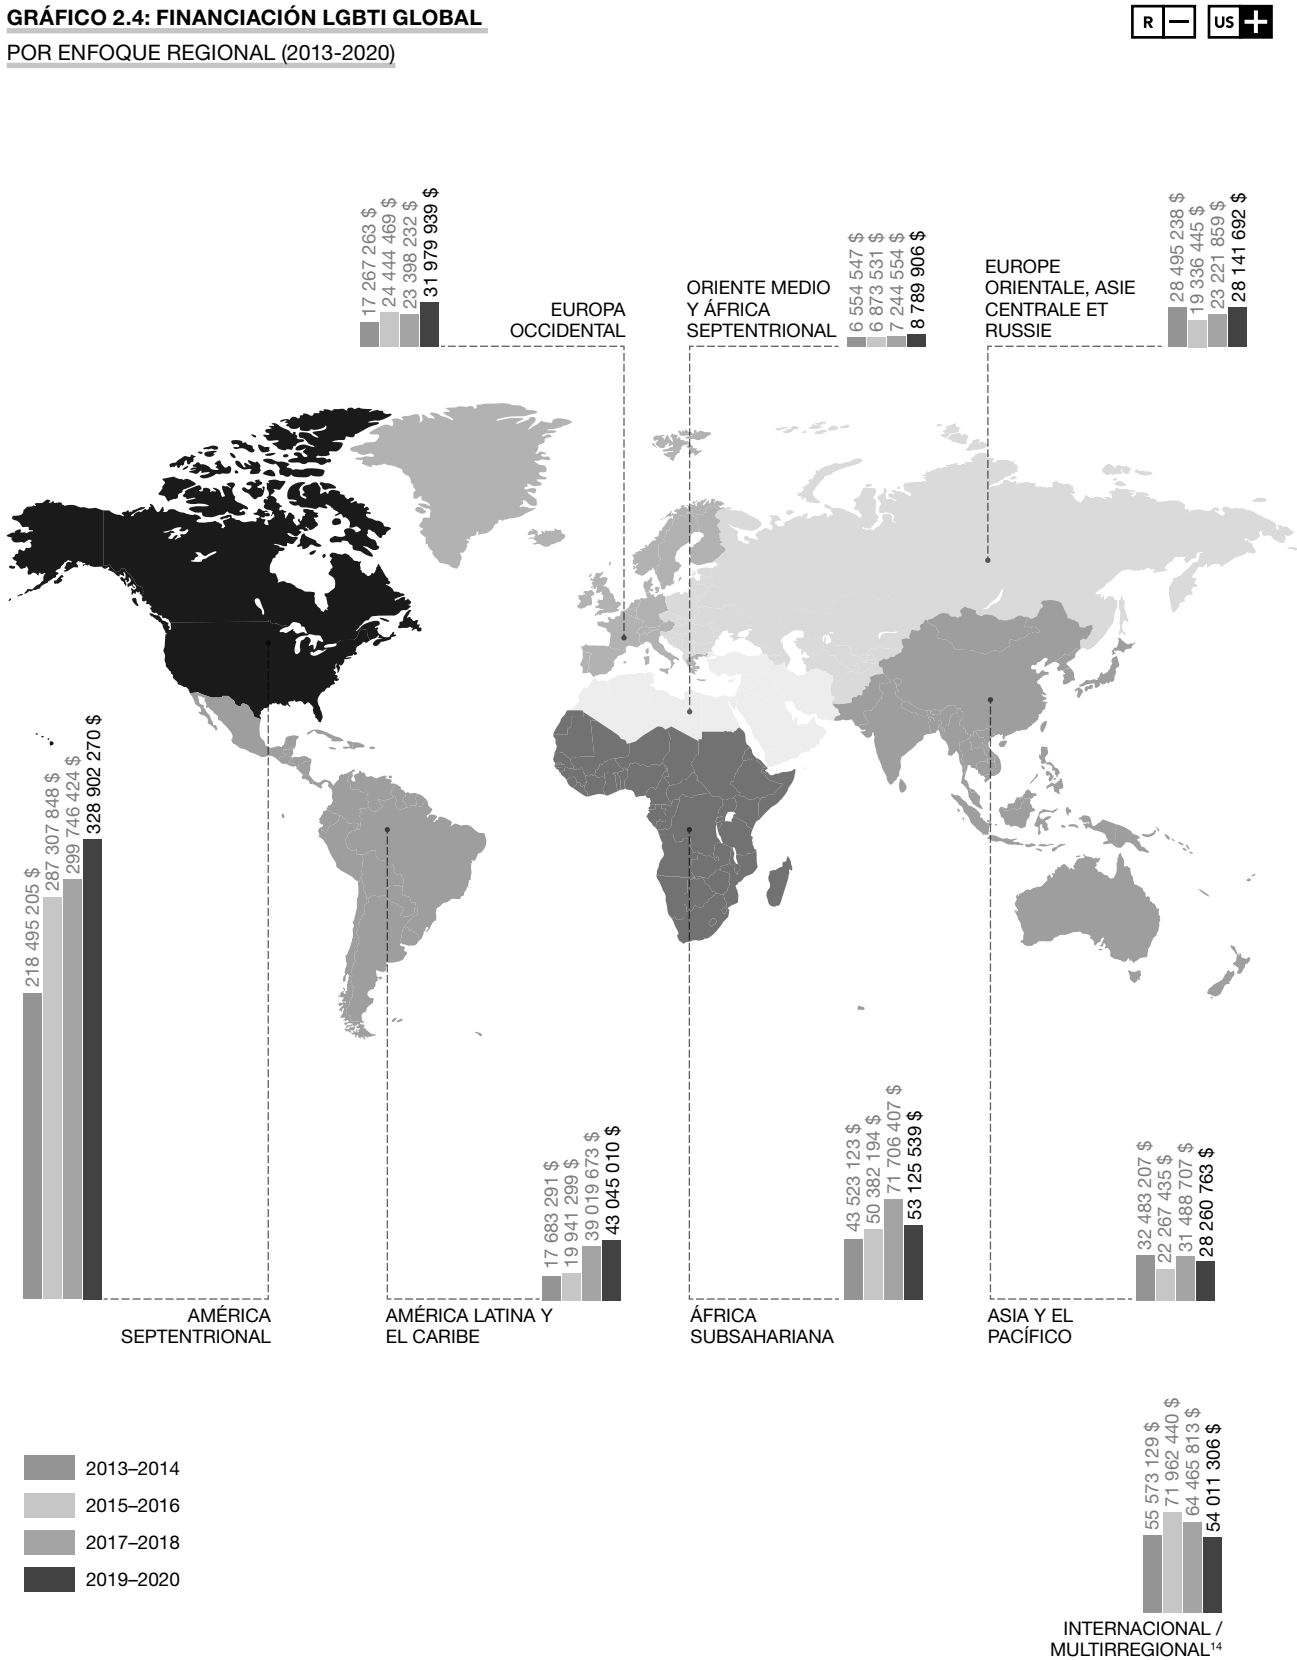 GRÁFICO 2.4: FINANCIACIÓN LGBTI GLOBAL
POR ENFOQUE REGIONAL (2013-2020)
R
US
17 267 263 $
24 444 469 $
23 398 232 $
31 979 939 $
EUROPA
OCCIDENTAL
ORIENTE MEDIO
Y ÁFRICA
SEPTENTRIONAL
6 554 547 $
6 873 531 $
7 244 554 $
8 789 906 $
EUROPE
ORIENTALE, ASIE
CENTRALE ET
RUSSIE
28 495 238 $
19 336 445 $
23 221 859 $
28 141 692 $
218 495 205 $
287 307 848 $
299 746 424 $
328 902 270 $
AMÉRICA
SEPTENTRIONAL
17 683 291 $
19 941 299 $
39 019 673 $
43 045 010 $
AMÉRICA LATINA Y
EL CARIBE
43 523 123 $
50 382 194 $
71 706 407 $
53 125 539 $
ÁFRICA
SUBSAHARIANA
32 483 207 $
22 267 435 $
31 488 707 $
28 260 763 $
ASIA Y EL
PACÍFICO
2013–2014
2015–2016
2017–2018
2019–2020
55 573 129 $
71 962 440 $
64 465 813 $
54 011 306 $
INTERNACIONAL /
MULTIRREGIONAL14